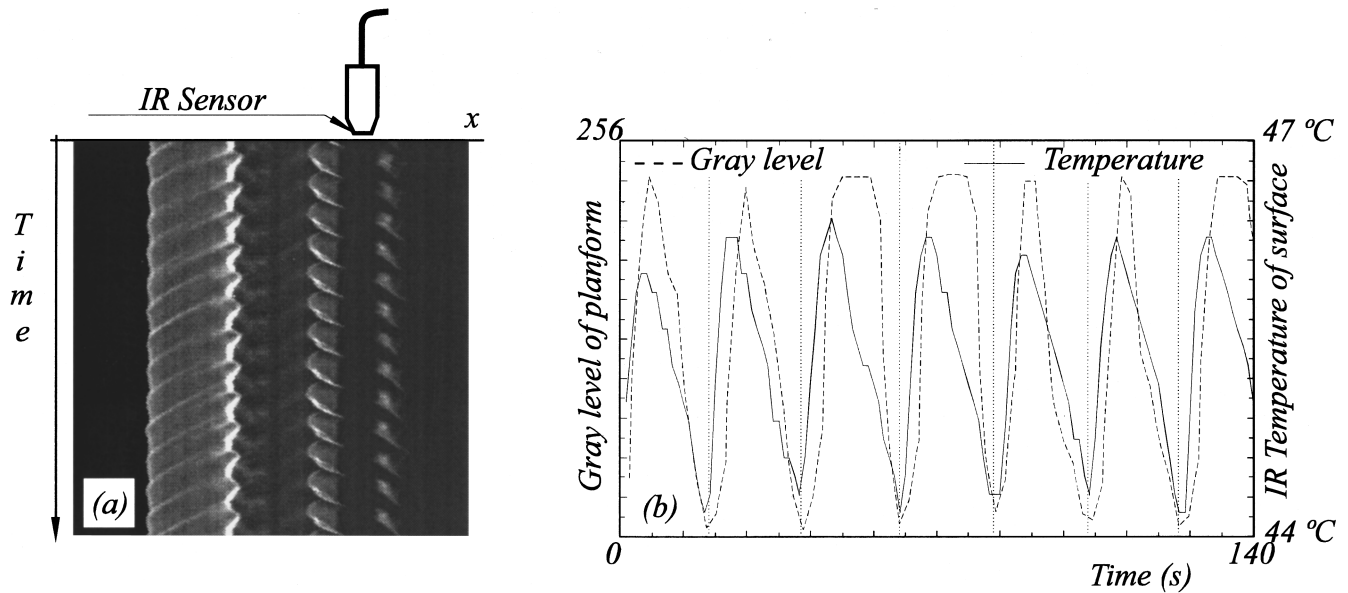 IR Sensor
x
T
i
m
e
(a)
256
47 ºC
Gray level
Temperature
Gray level of planform
IR Temperature of surface
(b)
44 ºC
0
140
Time (s)